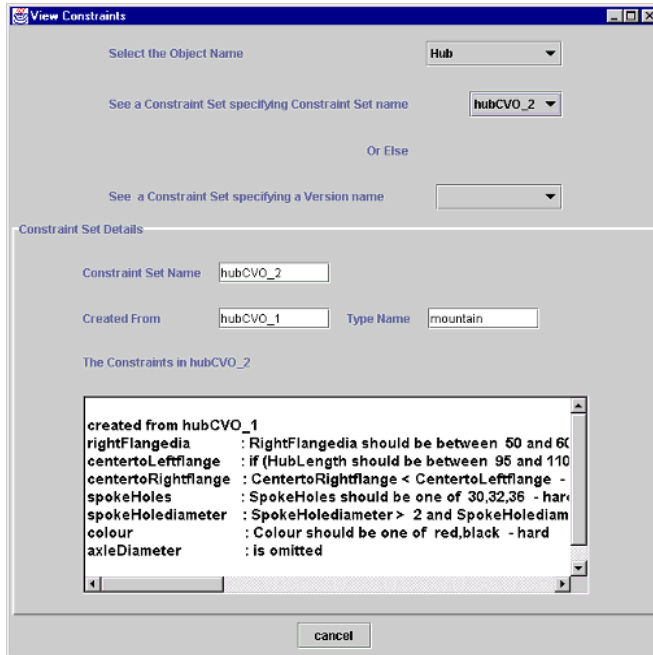 View Constraints
Select the Object Name Hub
See a Constraint Set specifying Constraint Set name hubCVO_2
Or Else
See a Constraint Set specifying a Version name
Constraint Set Details
Constraint Set Name hubCVO_2
Created From hubCVO_1 Type Name mountain
The Constraints in hubCVO_2
created from hubCVO_1
rightFlangedia : RightFlangedia should be between 50 and 60
centertoLeftflange : if (HubLength should be between 95 and 110
centertoRightflange : CentertoRightflange < CentertoLeftflange -
spokeHoles : SpokeHoles should be one of 30,32,36 - hard
spokeHolediameter : SpokeHolediameter > 2 and SpokeHolediam
colour : Colour should be one of red,black - hard
axleDiameter : is omitted
cancel